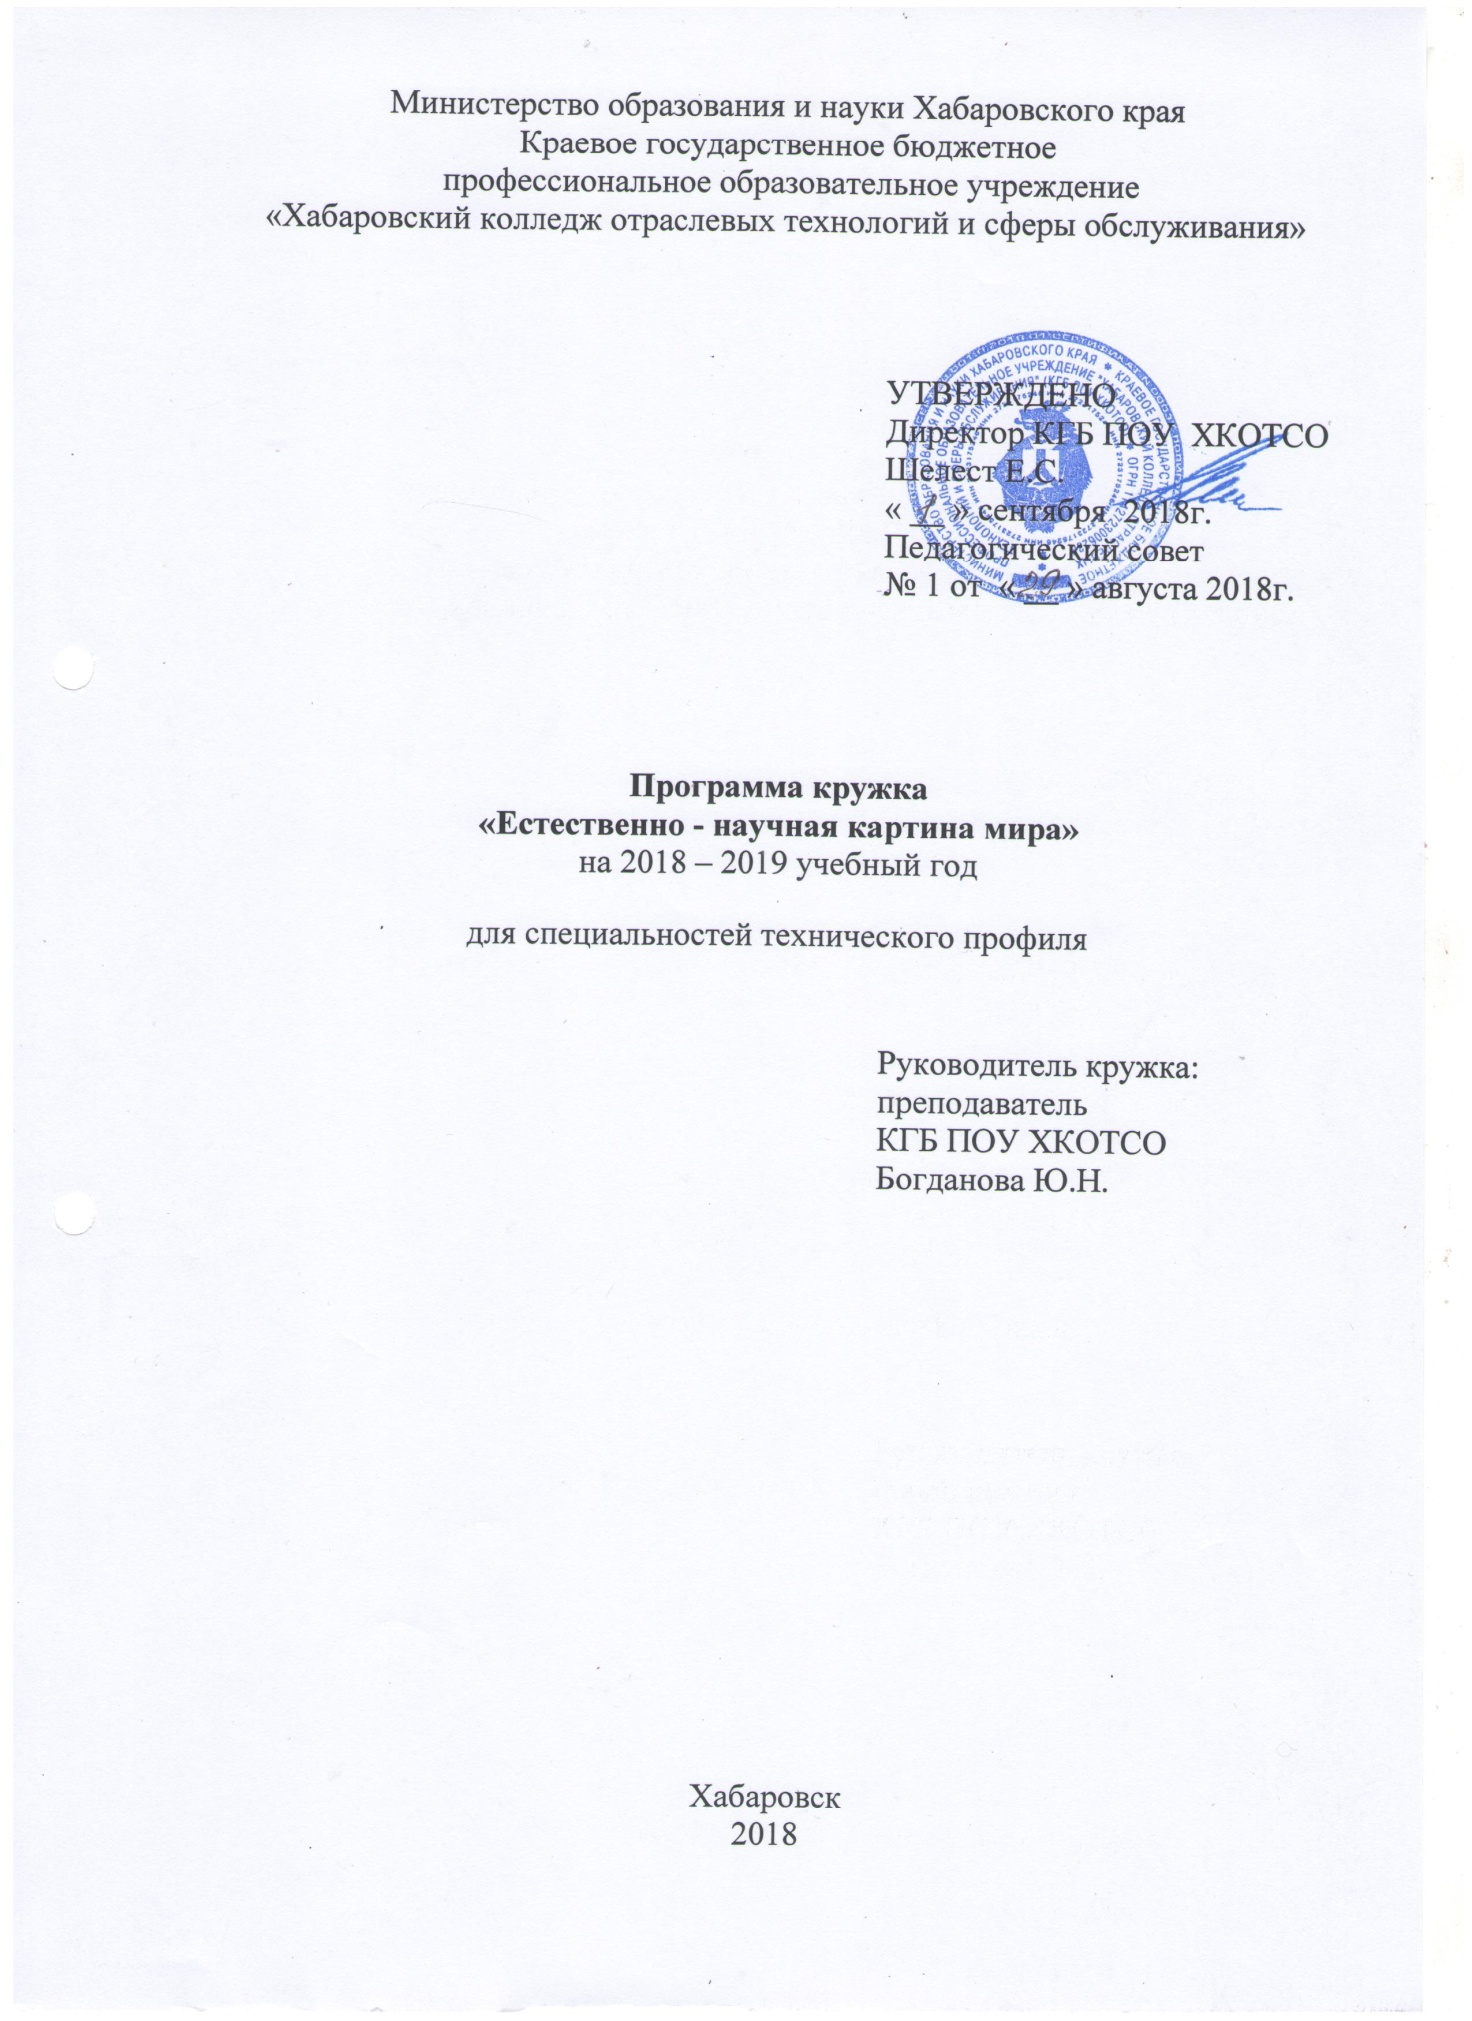 Министерство образования и науки Хабаровского края
Краевое государственное бюджетное
профессиональное образовательное учреждение
«Хабаровский колледж отраслевых технологий и сферы обслуживания»
УТВЕРЖДЕНО
Директор КГБ ПОУ ХКОТСО
Шелест Е.С.
« 1 » сентября 2018г.
Педагогический совет
№ 1 от « 29 » августа 2018г.
Программа кружка
«Естественно - научная картина мира»
на 2018 – 2019 учебный год
для специальностей технического профиля
Руководитель кружка:
преподаватель
КГБ ПОУ ХКОТСО
Богданова Ю.Н.
Хабаровск
2018